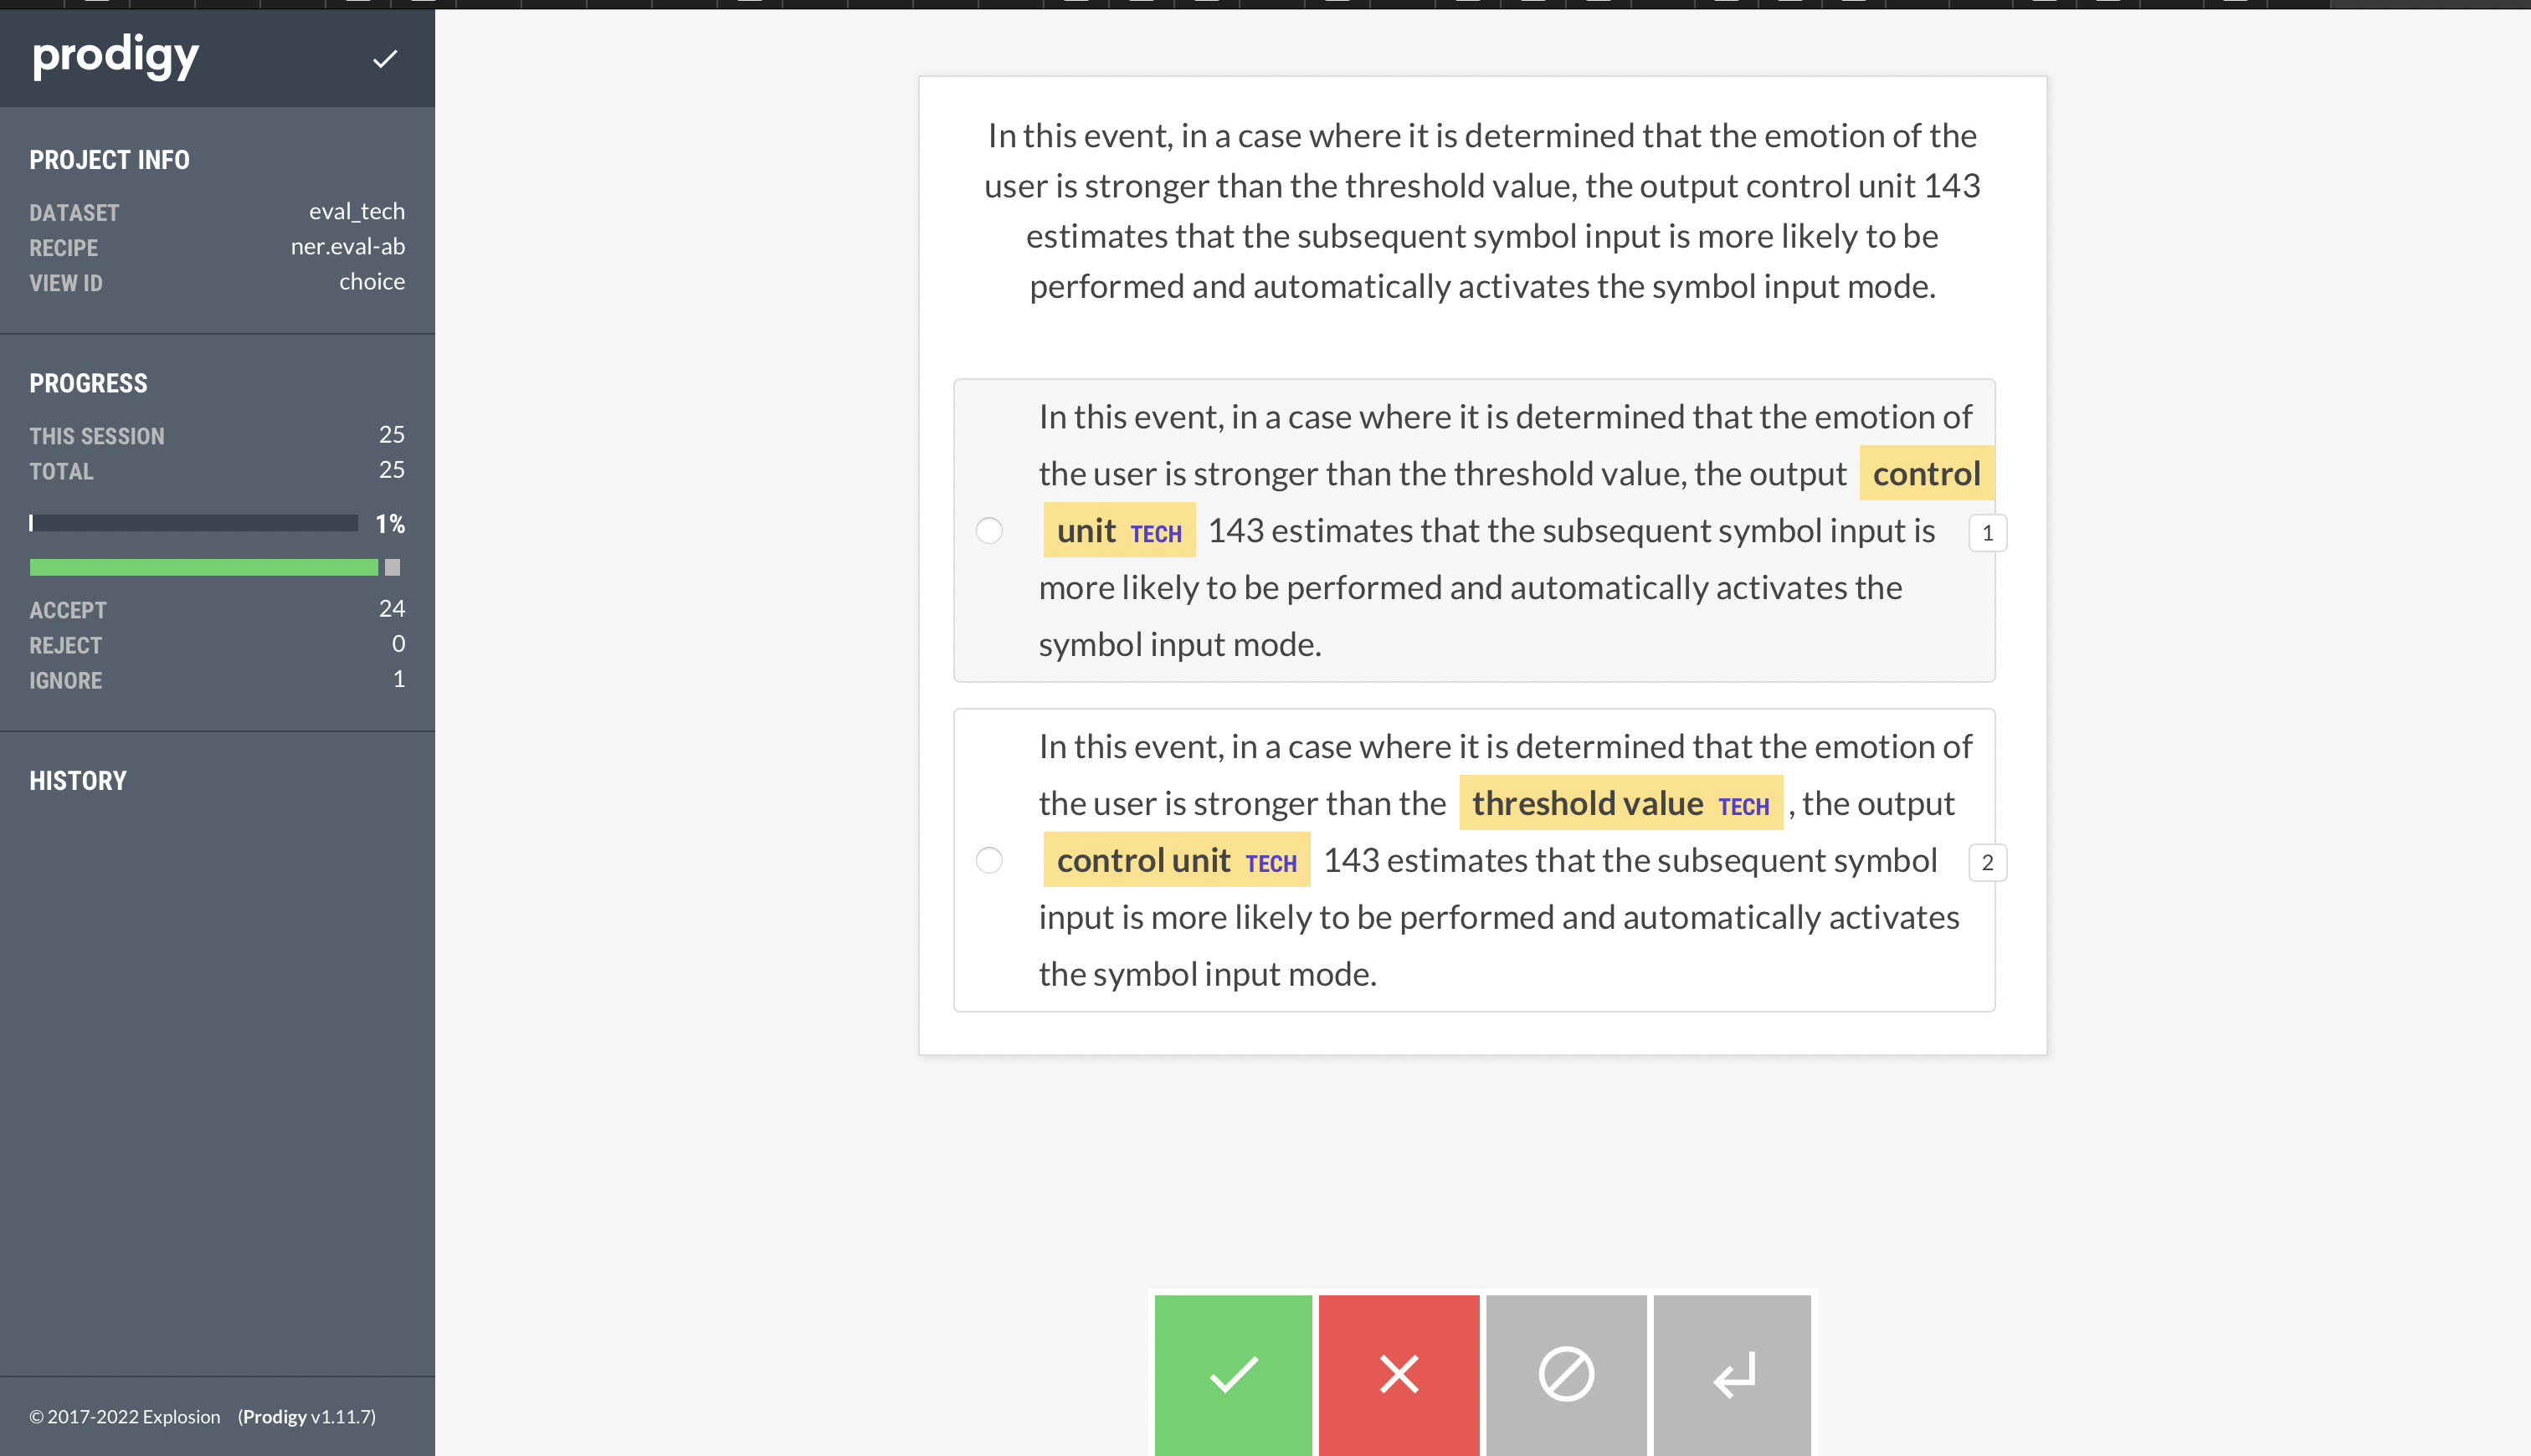 prodigy
PROJECT INFO
DATASET eval_tech
RECIPE ner.eval-ab
VIEW ID choice
PROGRESS
THIS SESSION 25
TOTAL 25
1%
ACCEPT 24
REJECT 0
IGNORE 1
HISTORY
© 2017-2022 Explosion (Prodigy v1.11.7)
In this event, in a case where it is determined that the emotion of the
user is stronger than the threshold value, the output control unit 143
estimates that the subsequent symbol input is more likely to be
performed and automatically activates the symbol input mode.
In this event, in a case where it is determined that the emotion of
the user is stronger than the threshold value, the output control
unit TECH 143 estimates that the subsequent symbol input is 1
more likely to be performed and automatically activates the
symbol input mode.
In this event, in a case where it is determined that the emotion of
the user is stronger than the threshold value TECH , the output
control unit TECH 143 estimates that the subsequent symbol 2
input is more likely to be performed and automatically activates
the symbol input mode.